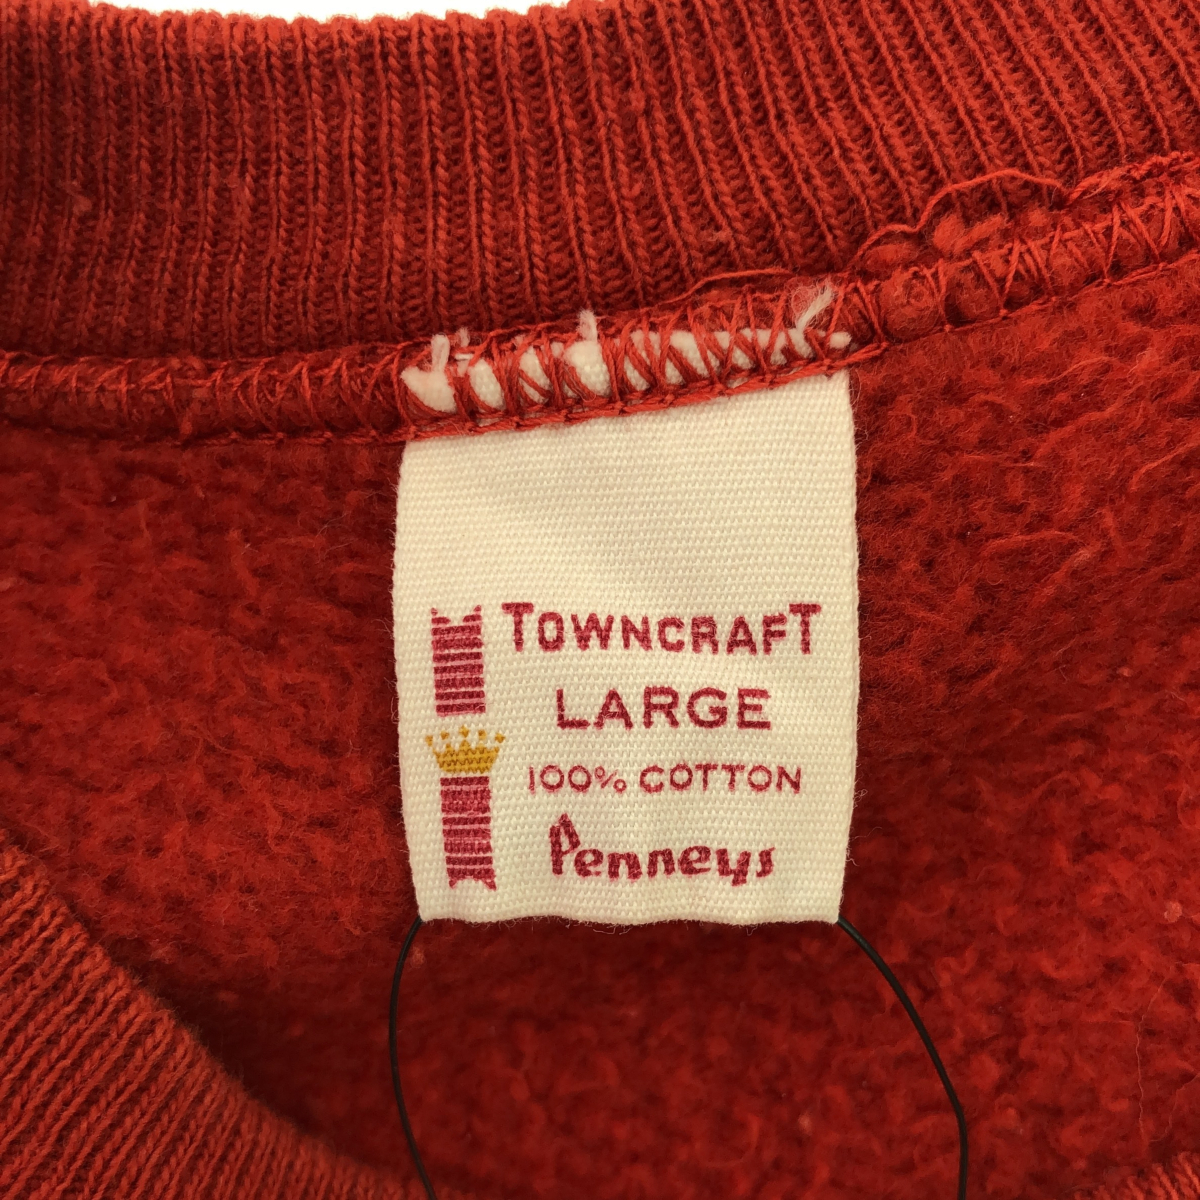 TOWNCRAFT
LARGE
100% COTTON
Penneys